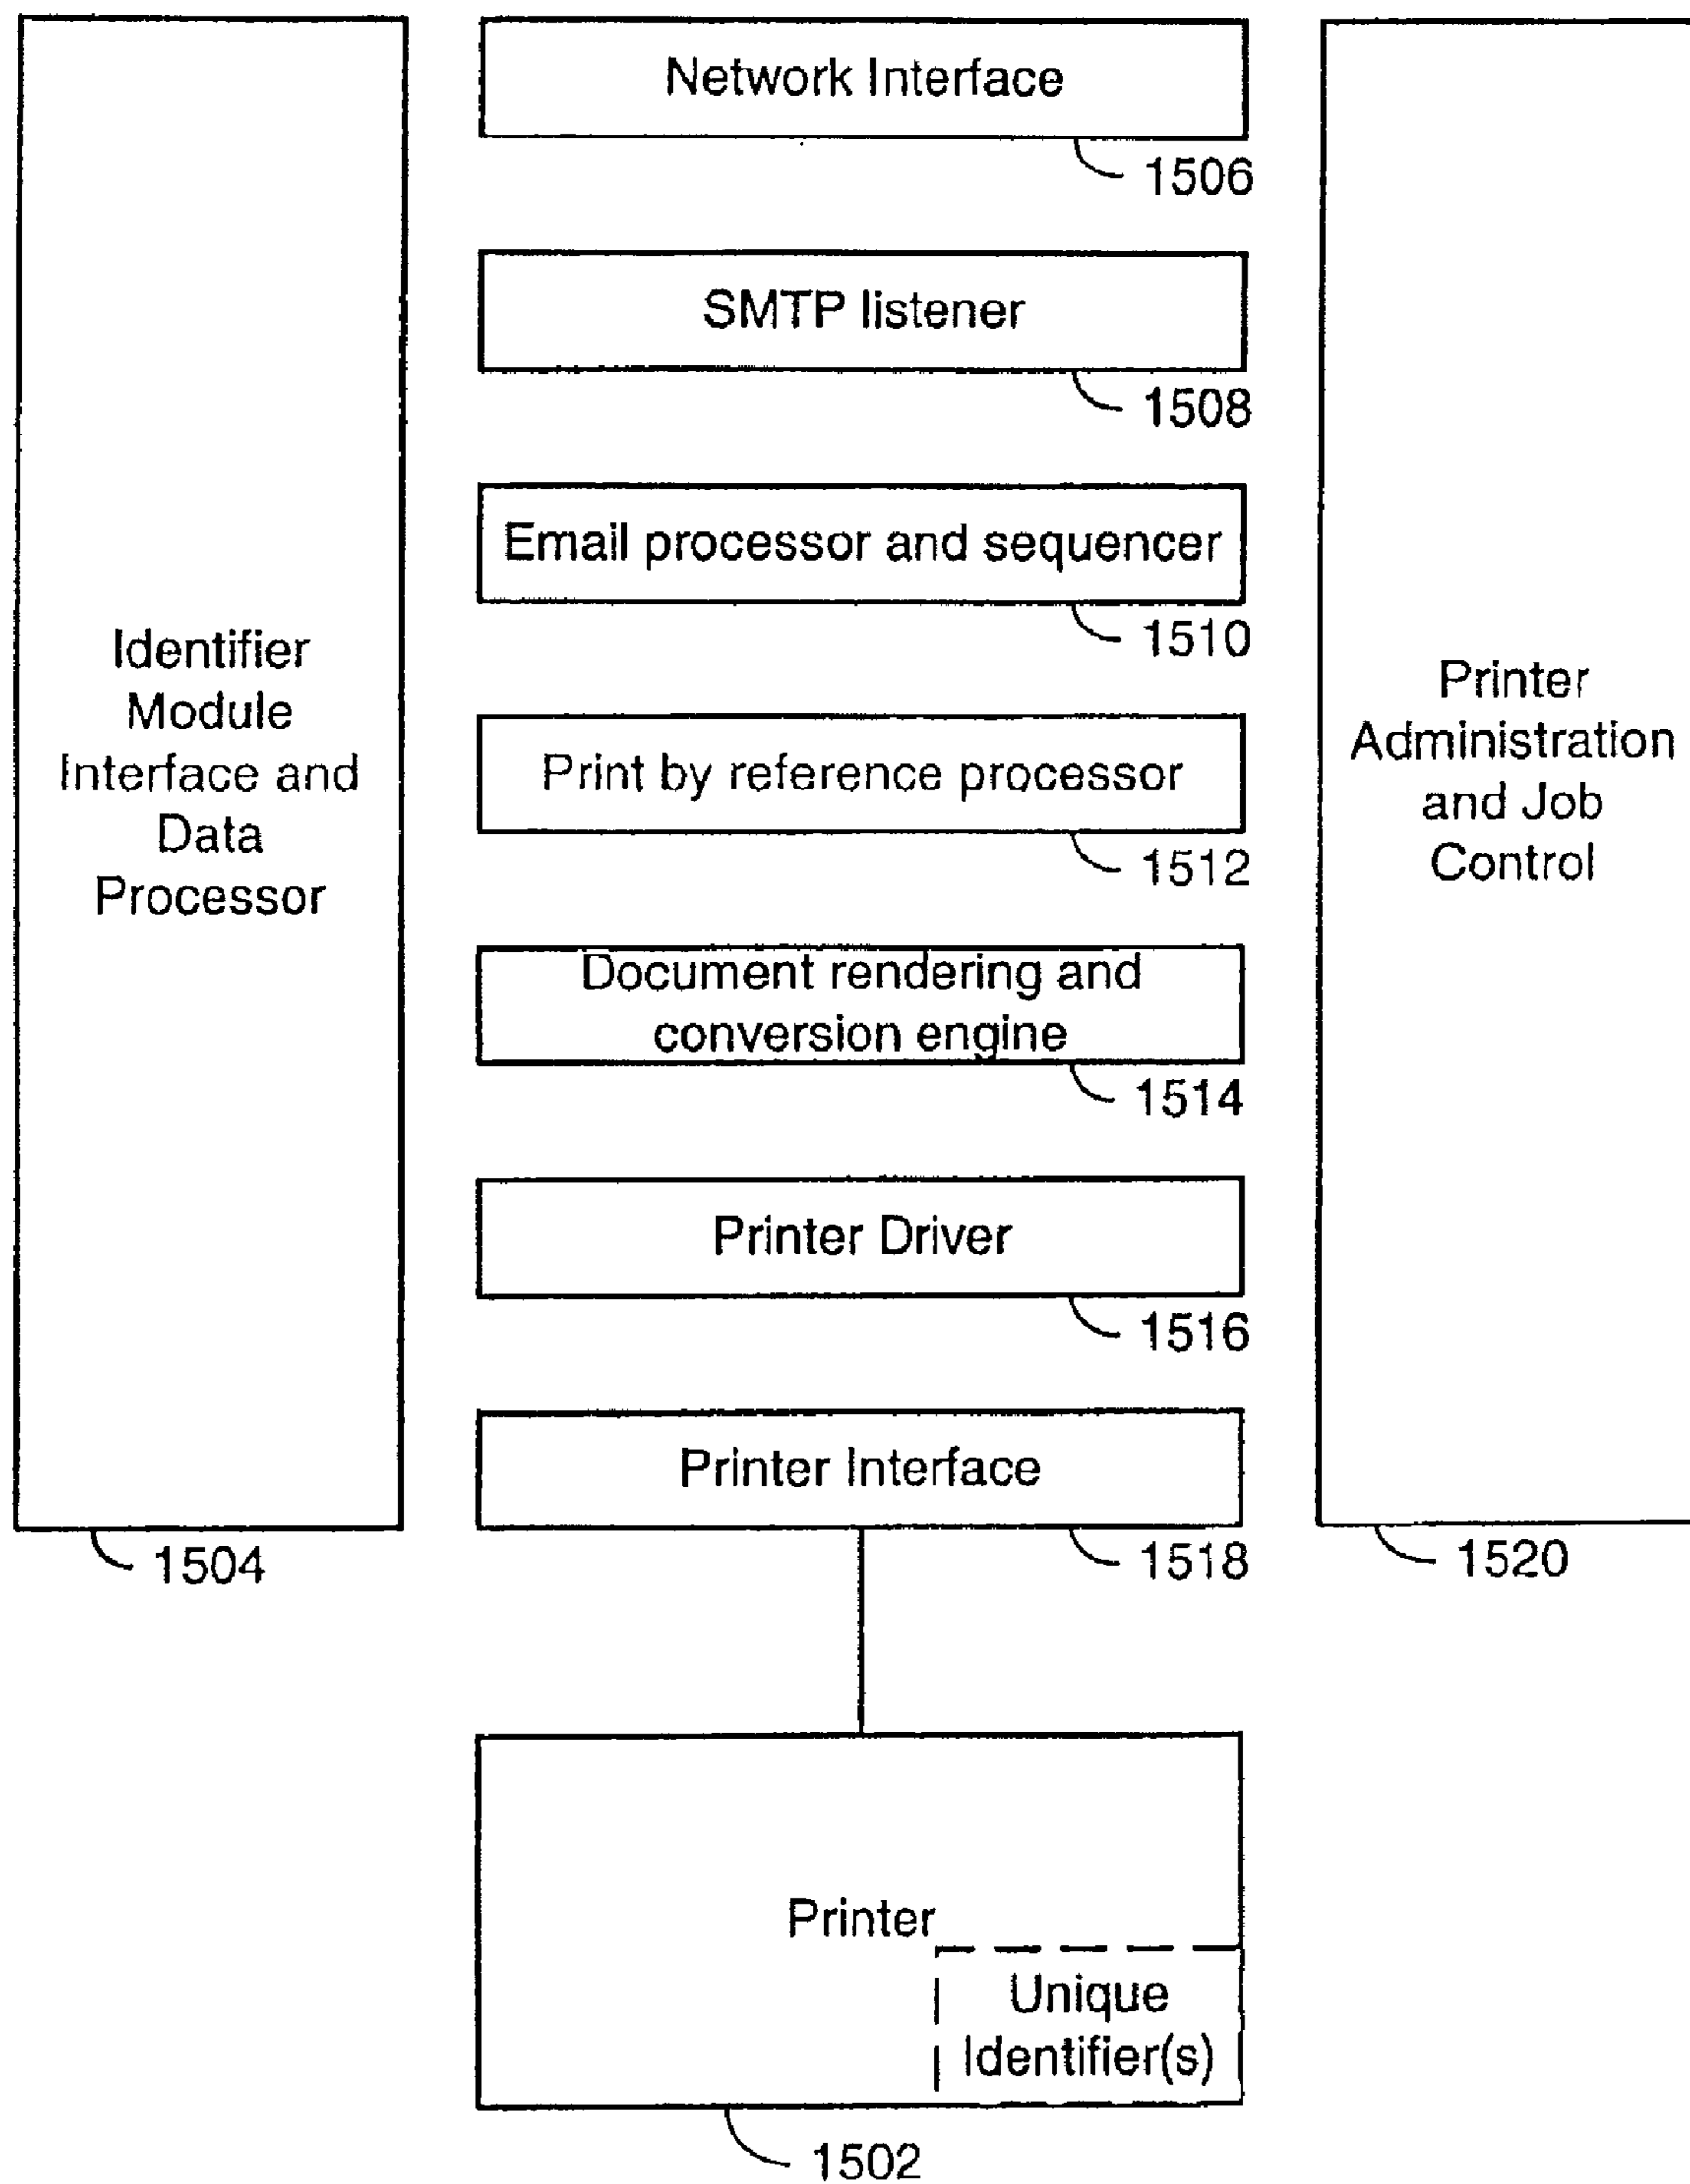 Network Interface
1506
SMTP listener
1508
Email processor and sequencer
1510
Identifier
Module
Interface and
Data
Processor
1504
Print by reference processor
1512
Document rendering and
conversion engine
1514
Printer Driver
1516
Printer Interface
1518
Printer
Administration
and Job
Control
1520
Printer
Unique
Identifier(s)
1502